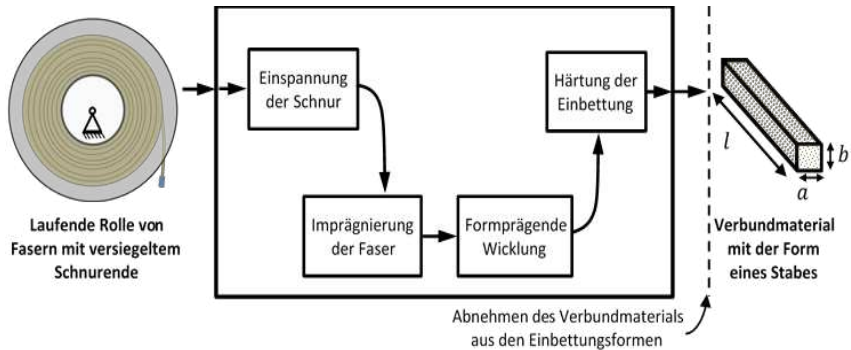 Laufende Rolle von
Fasern mit versiegeltem
Schnurende
Einspannung
der Schnur
Imprägnierung
der Faser
Formprägende
Wicklung
Härtung der
Einbettung
Abnehmen des Verbundmaterials
aus den Einbettungsformen
l
a
b
Verbundmaterial
mit der Form
eines Stabes